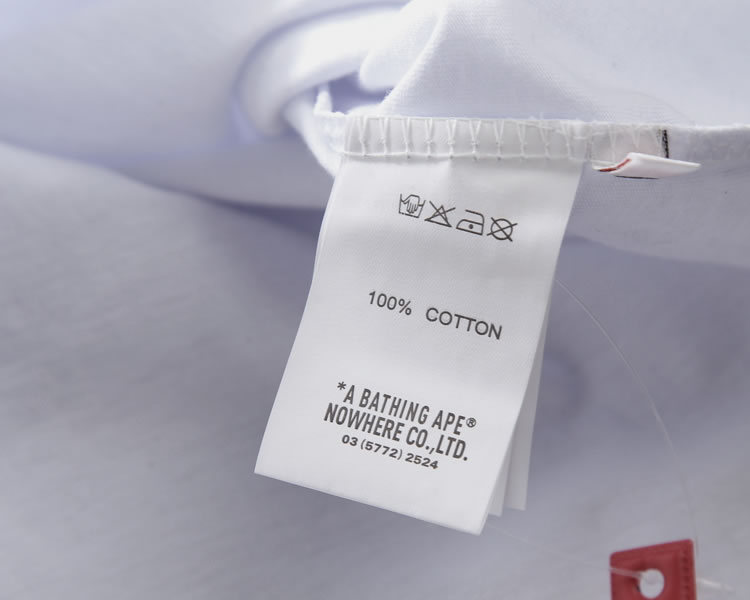 100% COTTON
*A BATHING APE®
NOWHERE CO.,LTD.
03 (5772) 2524